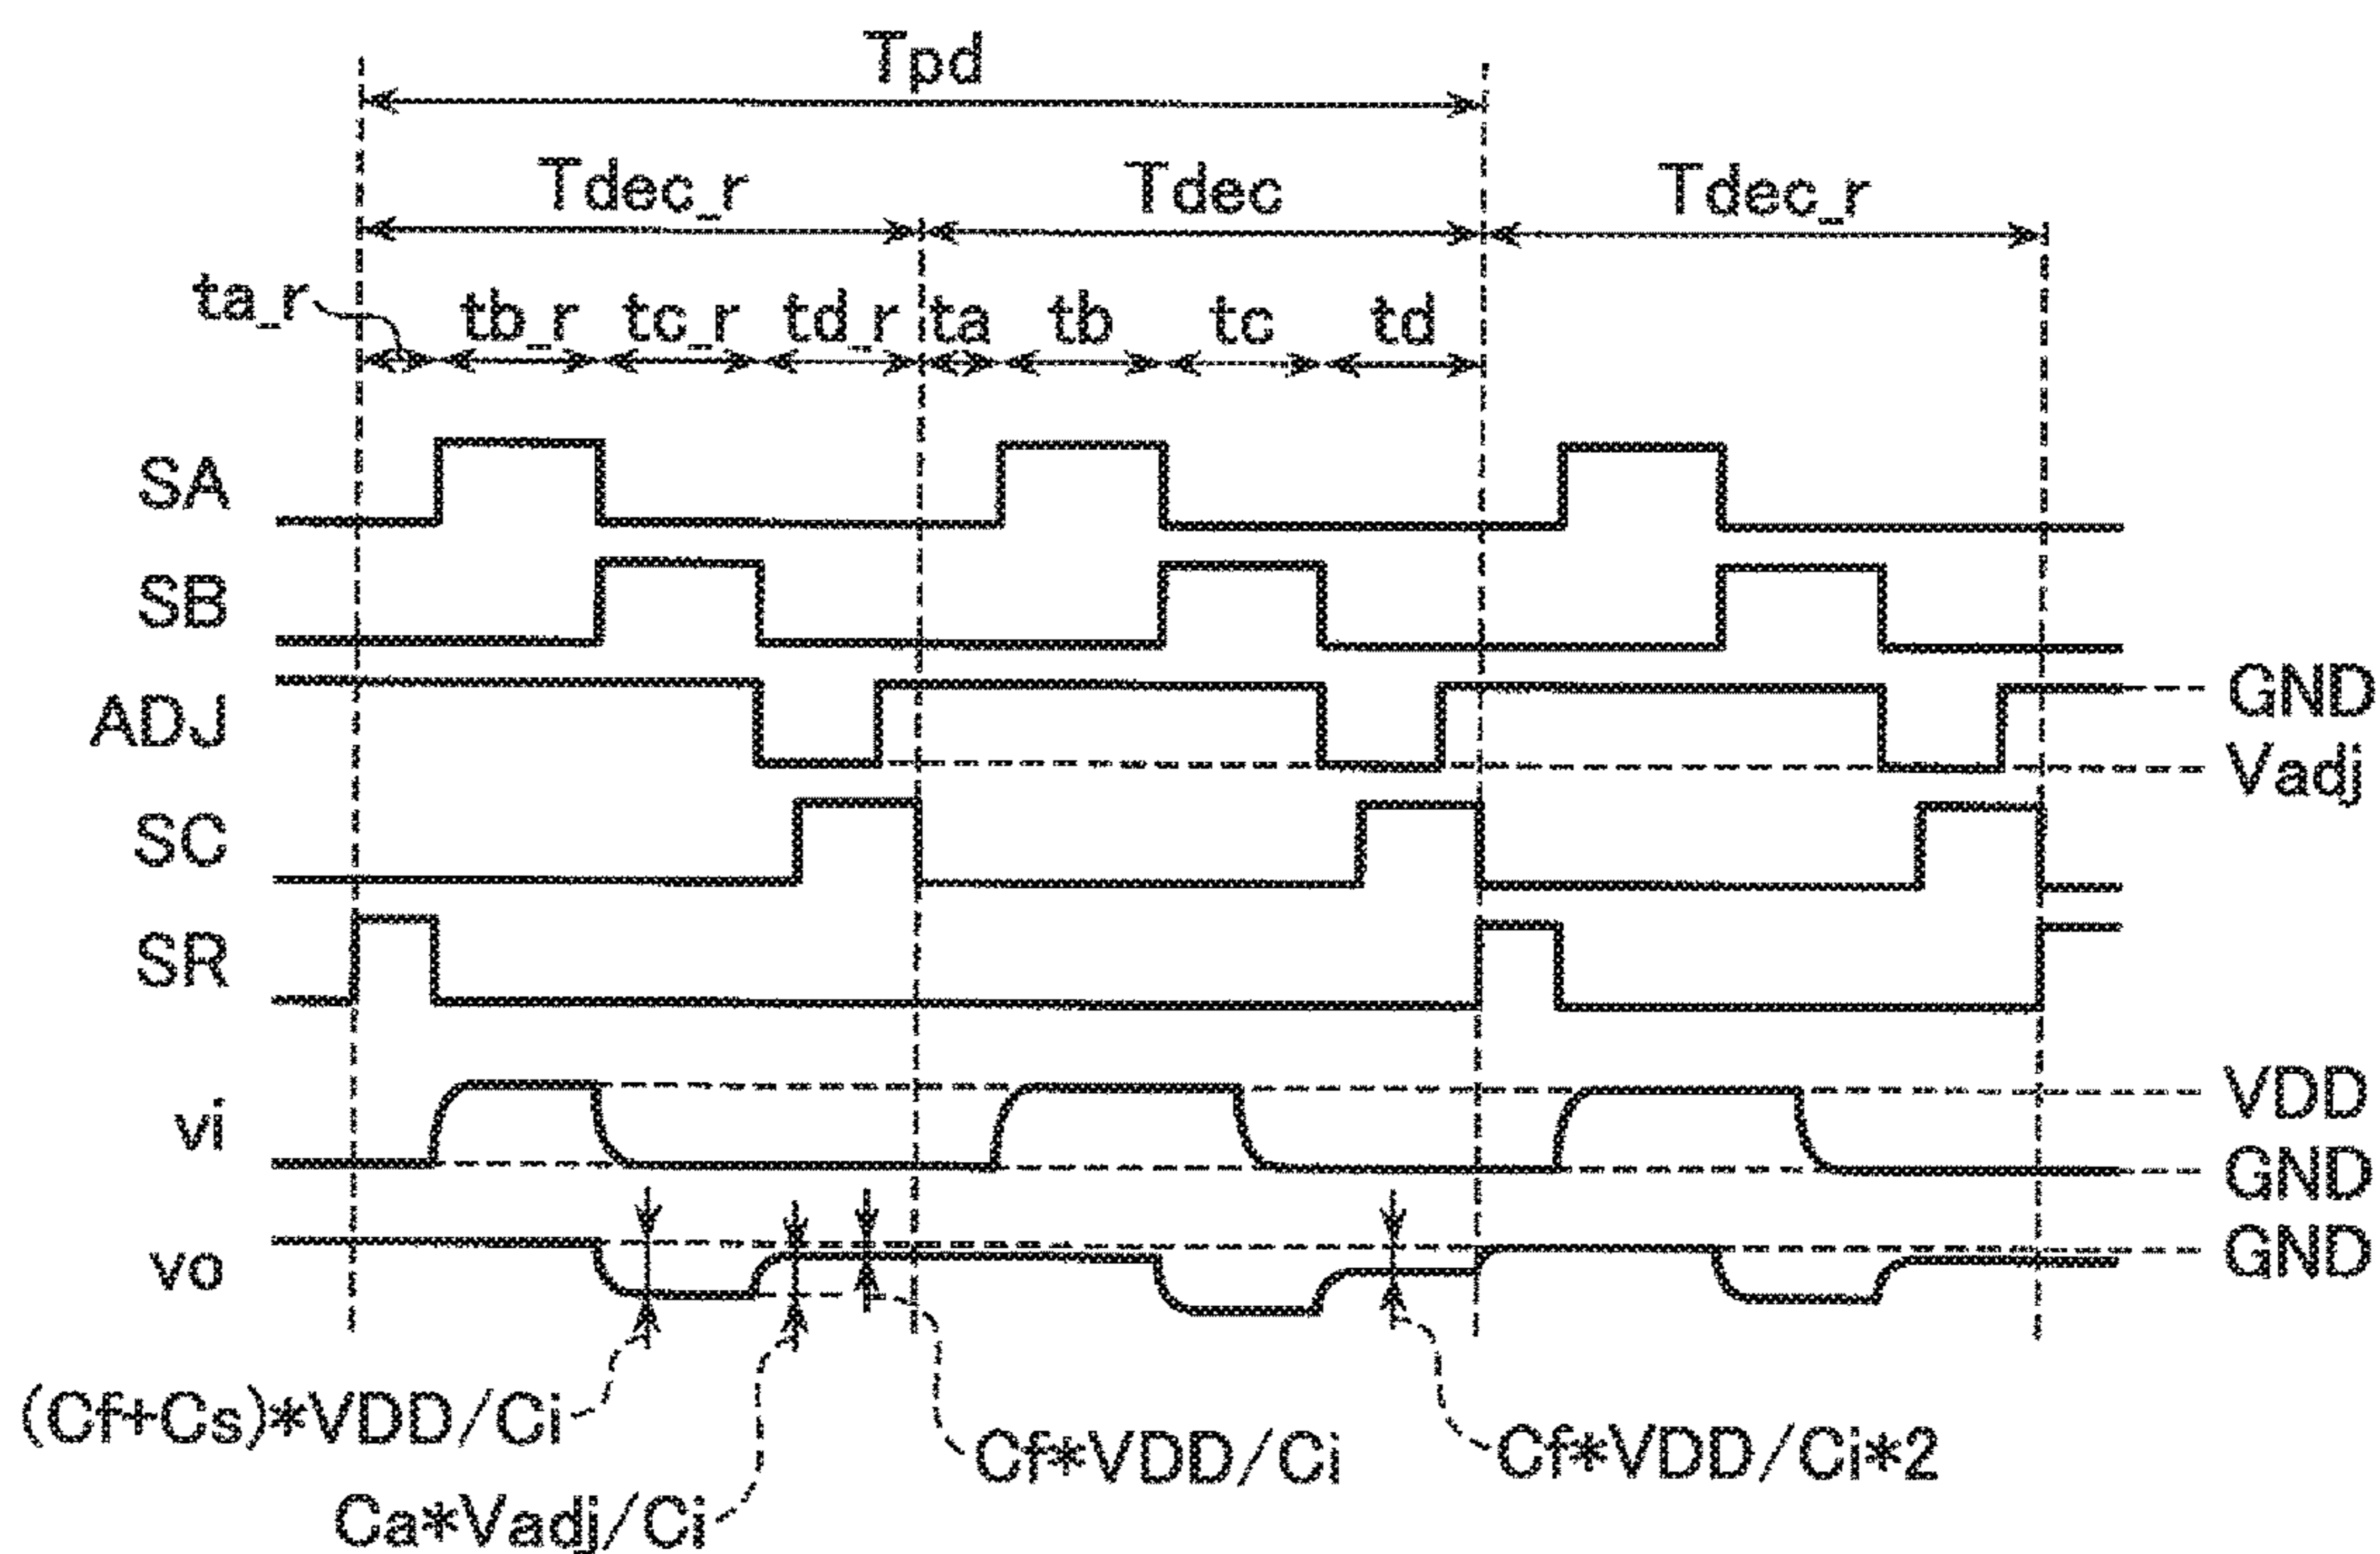 Tpd
Tdec_r Tdec Tdec_r
ta_r tb_r tc_r td_r ta tb tc td
SA
SB
ADJ
GND
Vadj
SC
SR
vi
VDD
GND
vo
GND
(Cf+Cs)*VDD/Ci
Cf*VDD/Ci
Cf*VDD/Ci*2
Ca*Vadj/Ci